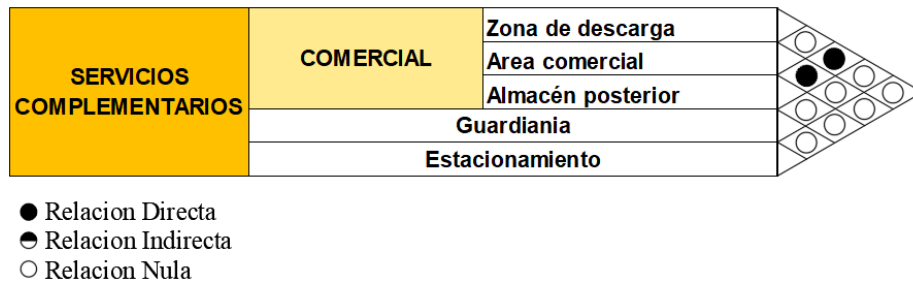 SERVICIOS
COMPLEMENTARIOS
COMERCIAL
Zona de descarga
Area comercial
Almacén posterior
Guardiania
Estacionamiento
Relacion Directa
Relacion Indirecta
Relacion Nula